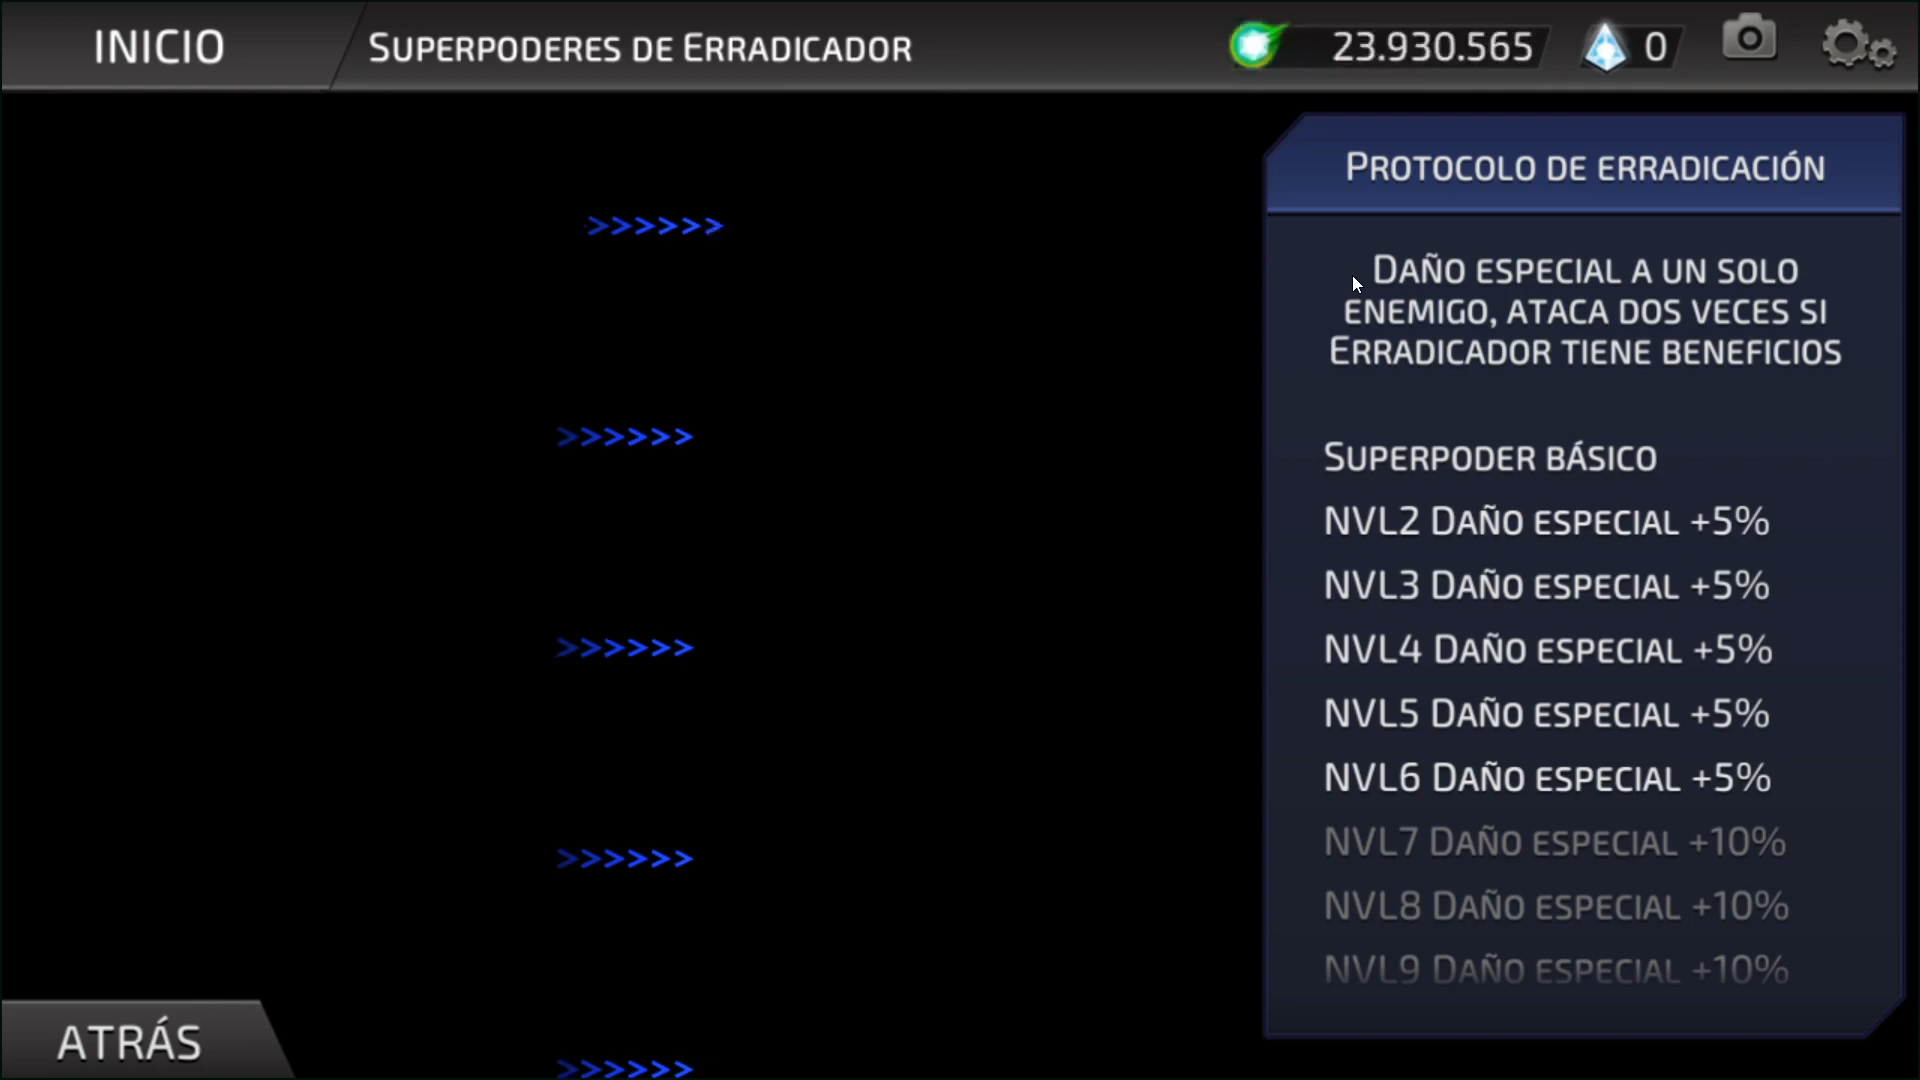 INICIO
SUPERPODERES DE ERRADICADOR
23.930.565
0
PROTOCOLO DE ERRADICACIÓN
DAÑO ESPECIAL A UN SOLO
ENEMIGO, ATACA DOS VECES SI
ERRADICADOR TIENE BENEFICIOS
SUPERPODER BÁSICO
NVL2 DAÑO ESPECIAL +5%
NVL3 DAÑO ESPECIAL +5%
NVL4 DAÑO ESPECIAL +5%
NVL5 DAÑO ESPECIAL +5%
NVL6 DAÑO ESPECIAL +5%
NVL7 DAÑO ESPECIAL +10%
NVL8 DAÑO ESPECIAL +10%
NVL9 DAÑO ESPECIAL +10%
ATRÁS